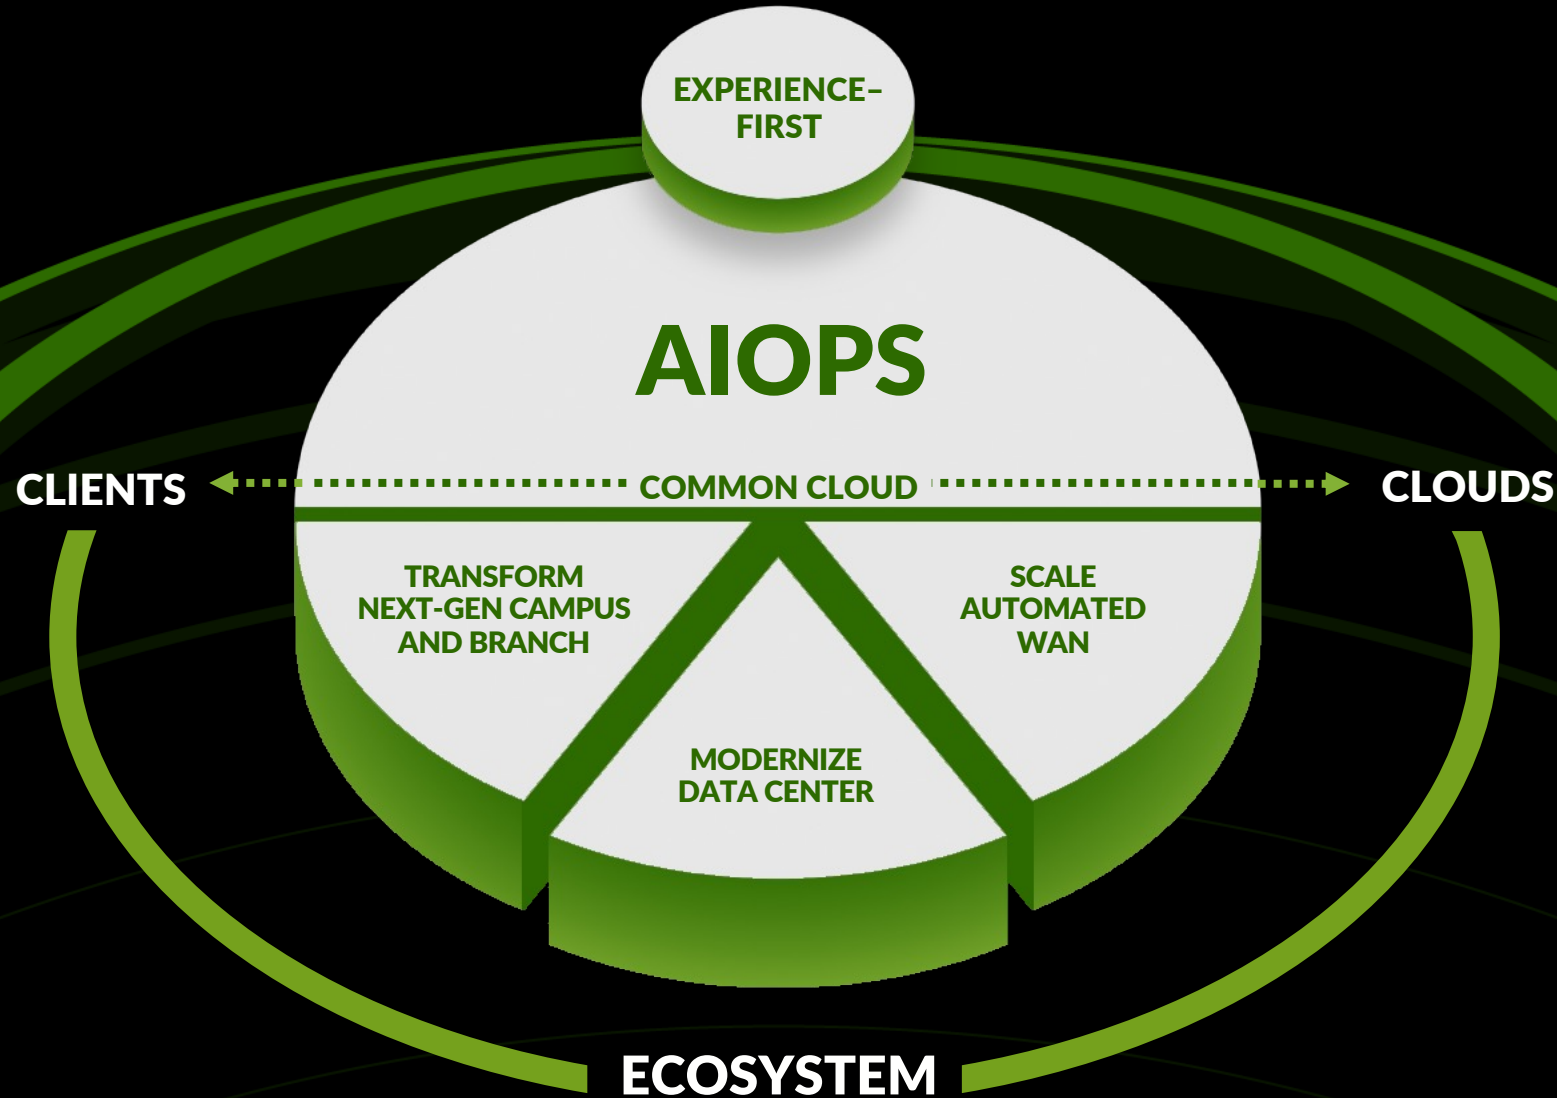 EXPERIENCE–
FIRST
AIOPS
CLIENTS
COMMON CLOUD
CLOUDS
TRANSFORM
NEXT-GEN CAMPUS
AND BRANCH
SCALE
AUTOMATED
WAN
MODERNIZE
DATA CENTER
ECOSYSTEM